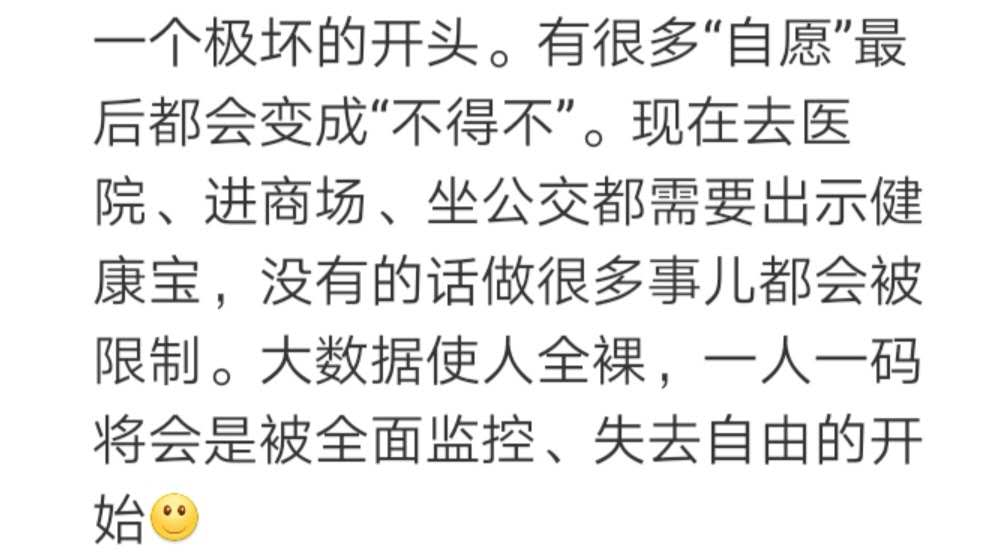 一个极坏的开头。有很多“自愿”最
后都会变成“不得不”。现在去医
院、进商场、坐公交都需要出示健
康宝，没有的话做很多事儿都会被
限制。大数据使人全裸，一人一码
将会是被全面监控、失去自由的开
始🙂